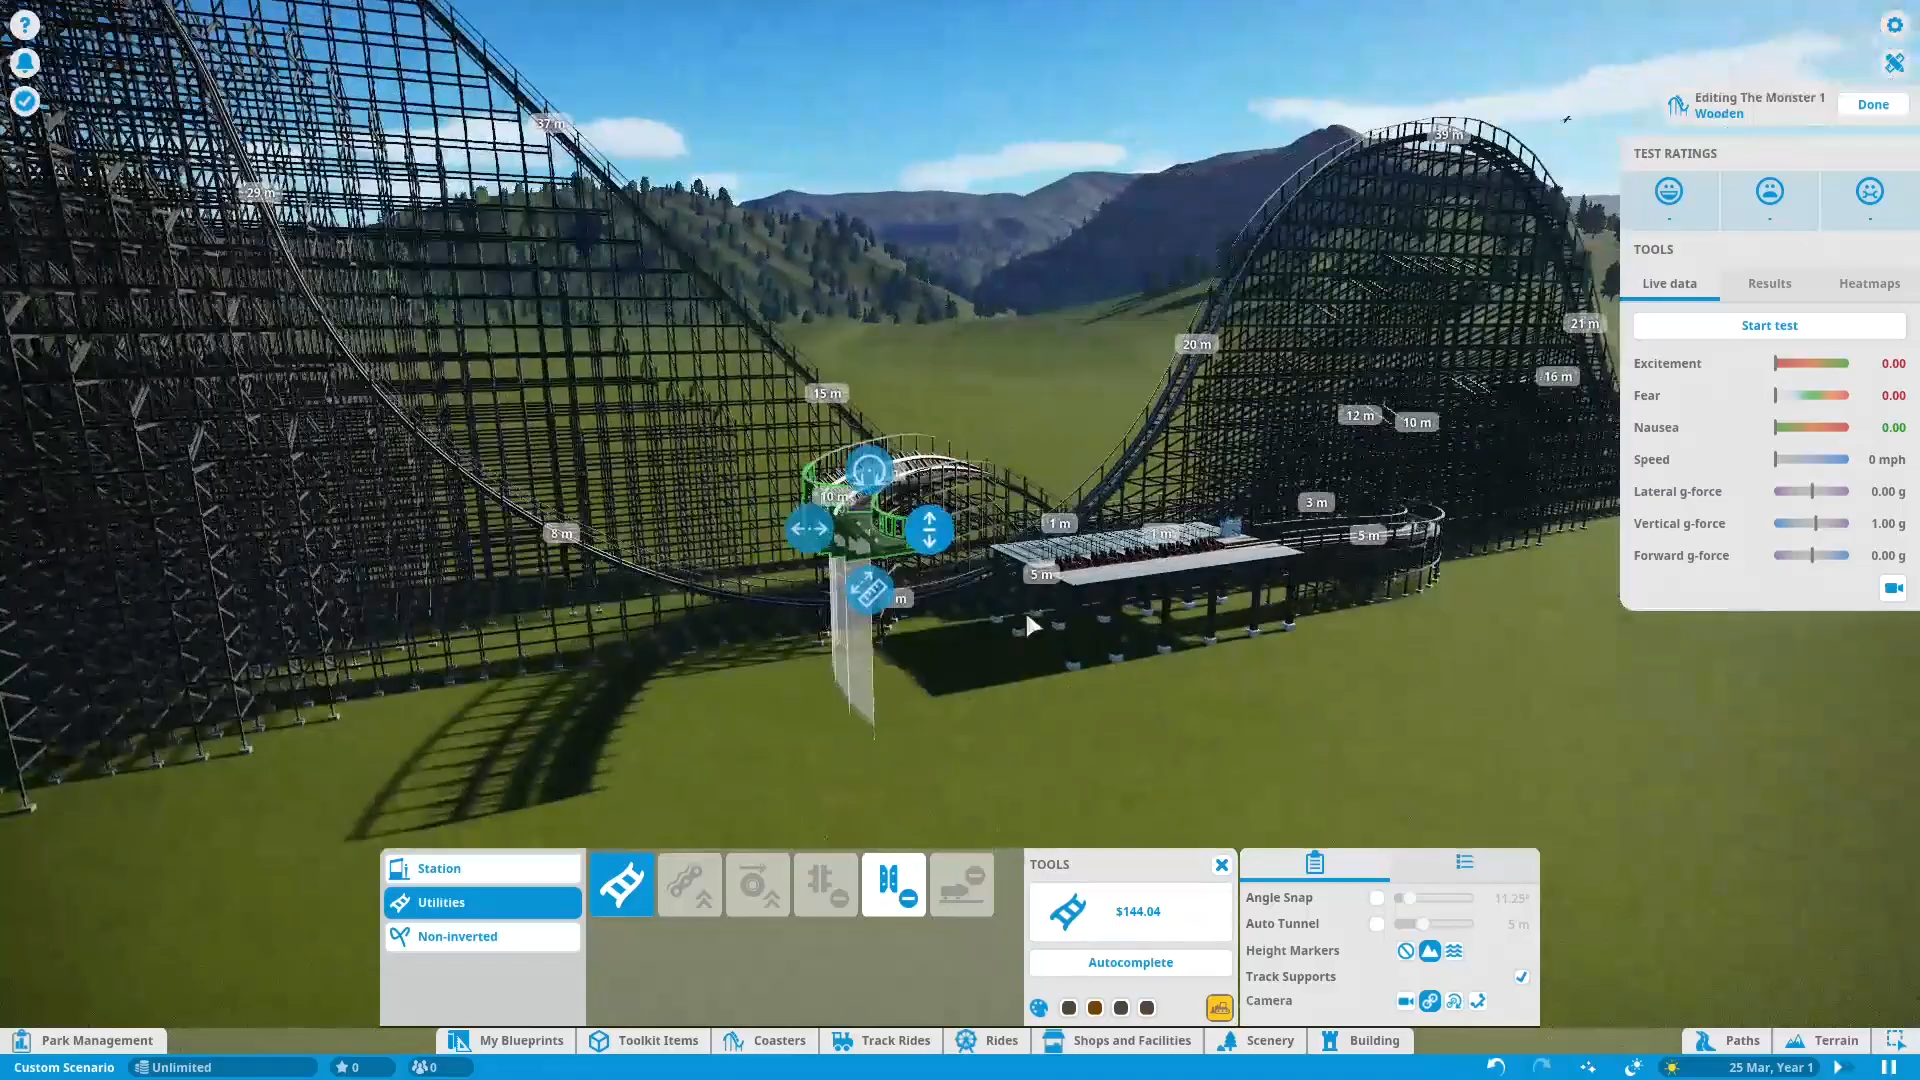 Editing The Monster 1
Wooden
Done
TEST RATINGS
-
-
-
TOOLS
Live data
Results
Heatmaps
Start test
Excitement
0.00
Fear
0.00
Nausea
0.00
Speed
0 mph
Lateral g-force
0.00 g
Vertical g-force
1.00 g
Forward g-force
0.00 g
37 m
39 m
29 m
21 m
20 m
16 m
15 m
12 m
10 m
10 m
3 m
1 m
1 m
5 m
8 m
5 m
m
Station
Utilities
Non-inverted
TOOLS
$144.04
Autocomplete
Angle Snap
11.25°
Auto Tunnel
5 m
Height Markers
Track Supports
Camera
Park Management
My Blueprints
Toolkit Items
Coasters
Track Rides
Rides
Shops and Facilities
Scenery
Building
Paths
Terrain
Custom Scenario
Unlimited
0
0
25 Mar, Year 1